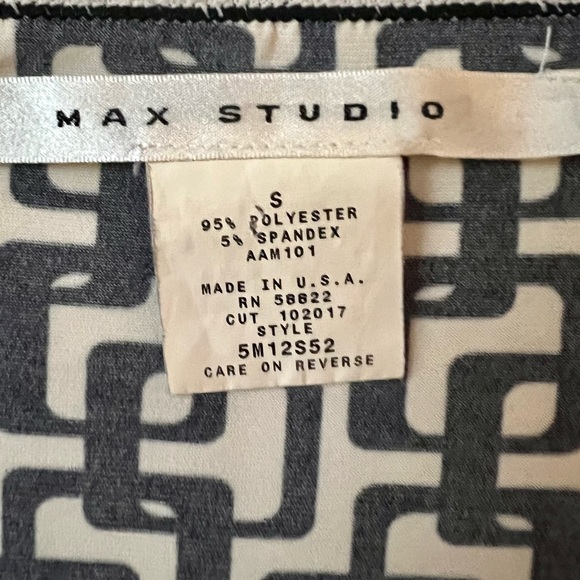 MAX STUDIO
S
95% POLYESTER
5% SPANDEX
AAM101
MADE IN U.S.A.
RN 58822
CUT 102017
STYLE
5M12S52
CARE ON REVERSE